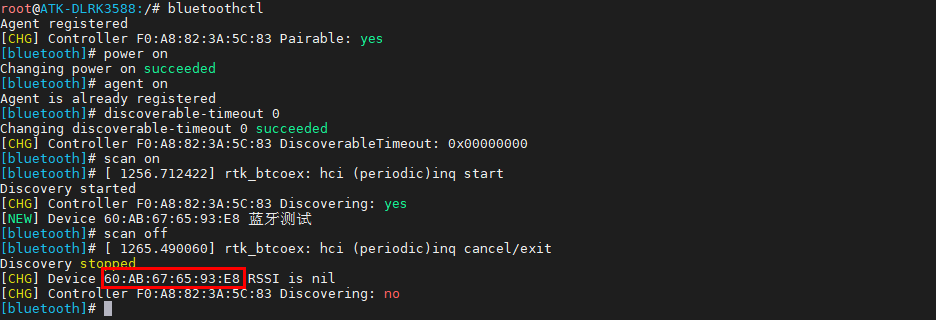 root@ATK-DLRK3588:/# bluetoothctl
Agent registered
[CHG] Controller F0:A8:82:3A:5C:83 Pairable: yes
[bluetooth]# power on
Changing power on succeeded
[bluetooth]# agent on
Agent is already registered
[bluetooth]# discoverable-timeout 0
Changing discoverable-timeout 0 succeeded
[CHG] Controller F0:A8:82:3A:5C:83 DiscoverableTimeout: 0x00000000
[bluetooth]# scan on
[bluetooth]# [ 1256.712422] rtk_btcoex: hci (periodic)inq start
Discovery started
[CHG] Controller F0:A8:82:3A:5C:83 Discovering: yes
[NEW] Device 60:AB:67:65:93:E8 蓝牙测试
[bluetooth]# scan off
[bluetooth]# [ 1265.490060] rtk_btcoex: hci (periodic)inq cancel/exit
Discovery stopped
[CHG] Device 60:AB:67:65:93:E8 RSSI is nil
[CHG] Controller F0:A8:82:3A:5C:83 Discovering: no
[bluetooth]#